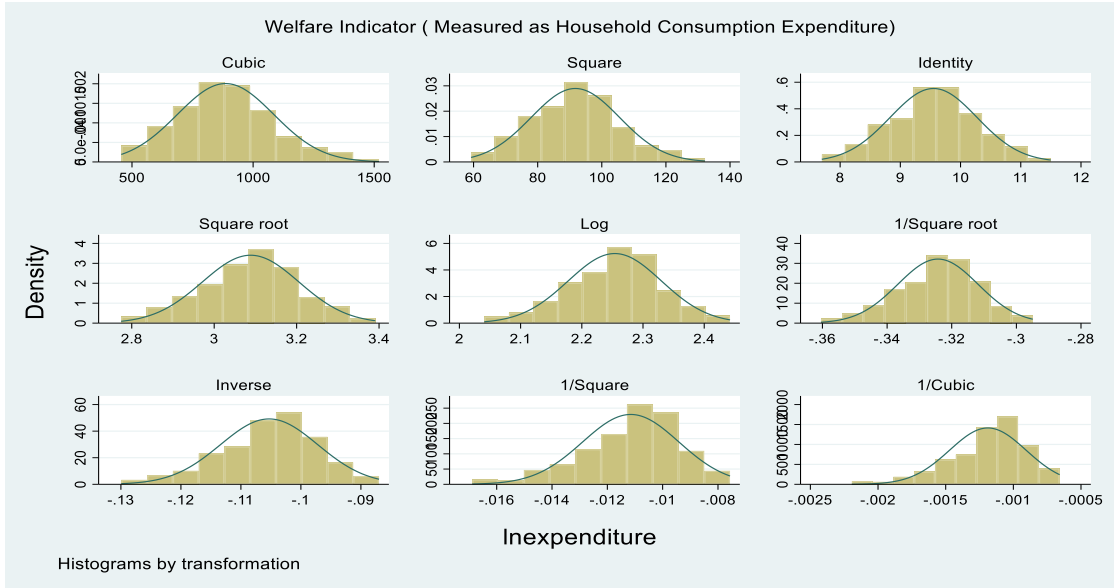 Welfare Indicator ( Measured as Household Consumption Expenditure)
Cubic
Square
Identity
0 .01 .02 .03
0 .2 .4 .6
500 1000 1500
60 80 100 120 140
8 9 10 11 12
Square root
Log
1/Square root
0 1 2 3 4
0 2 4 6
0 10 20 30 40
2.8 3 3.2 3.4
2 2.1 2.2 2.3 2.4
-.36 -.34 -.32 -.3 -.28
Inverse
1/Square
1/Cubic
0 20 40 60
-.13 -.12 -.11 -.1 -.09
-.016 -.014 -.012 -.01 -.008
-.0025 -.002 -.0015 -.001 -.0005
Density
lnexpenditure
Histograms by transformation